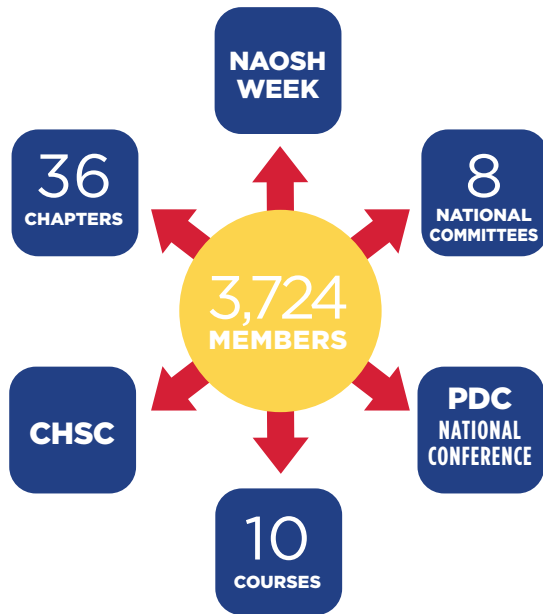 NAOSH
WEEK
36
CHAPTERS
8
NATIONAL
COMMITTEES
3,724
MEMBERS
CHSC
PDC
NATIONAL
CONFERENCE
10
COURSES